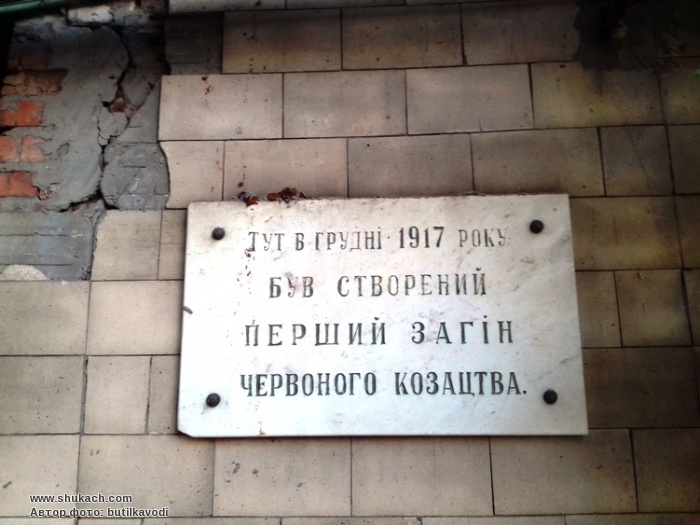 ТУТ В ГРУДНІ 1917 РОКУ
БУВ СТВОРЕНИЙ
ПЕРШИЙ ЗАГІН
ЧЕРВОНОГО КОЗАЦТВА.
www.shukach.com
Автор фото: butilkavodi